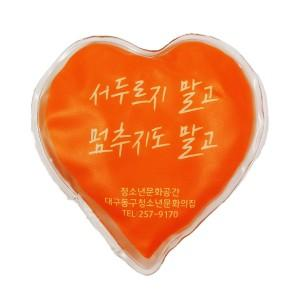 서두르지 말고
멈추지도 말고
청소년문화공간
대구동구청소년문화의집
TEL:257-9170